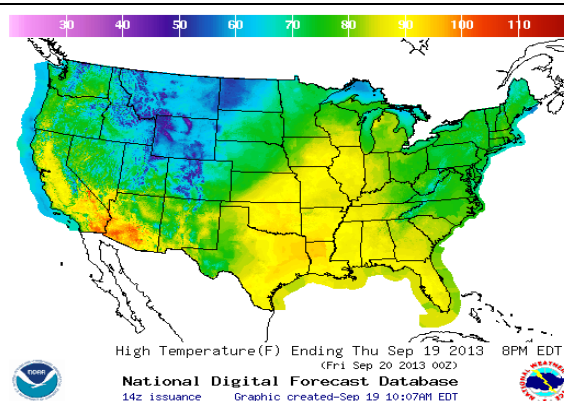 30 40 50 60 70 80 90 100 110
High Temperature(F) Ending Thu Sep 19 2013 8PM EDT
(Fri Sep 20 2013 00Z)
National Digital Forecast Database
14z issuance Graphic created-Sep 19 10:07AM EDT
NOAA